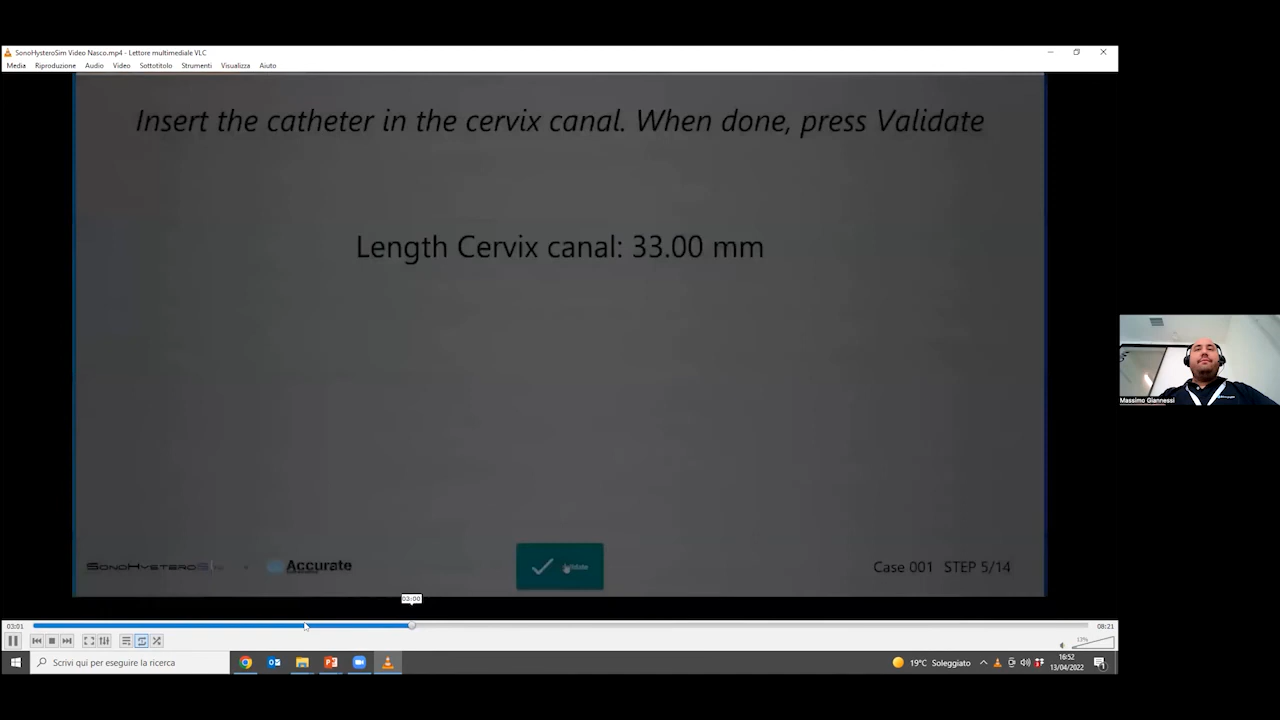 SonoHysteroSim Video Nasco.mp4 - Lettore multimediale VLC
Media Riproduzione Audio Video Sottotitolo Strumenti Visualizza Aiuto
Insert the catheter in the cervix canal. When done, press Validate
Length Cervix canal: 33.00 mm
Massimo Giannessi
SONOHYSTEROSIM
Accurate
Validate
Case 001 STEP 5/14
03:00
03:01
08:21
13%
Scrivi qui per eseguire la ricerca
19°C Soleggiato
16:52
13/04/2022